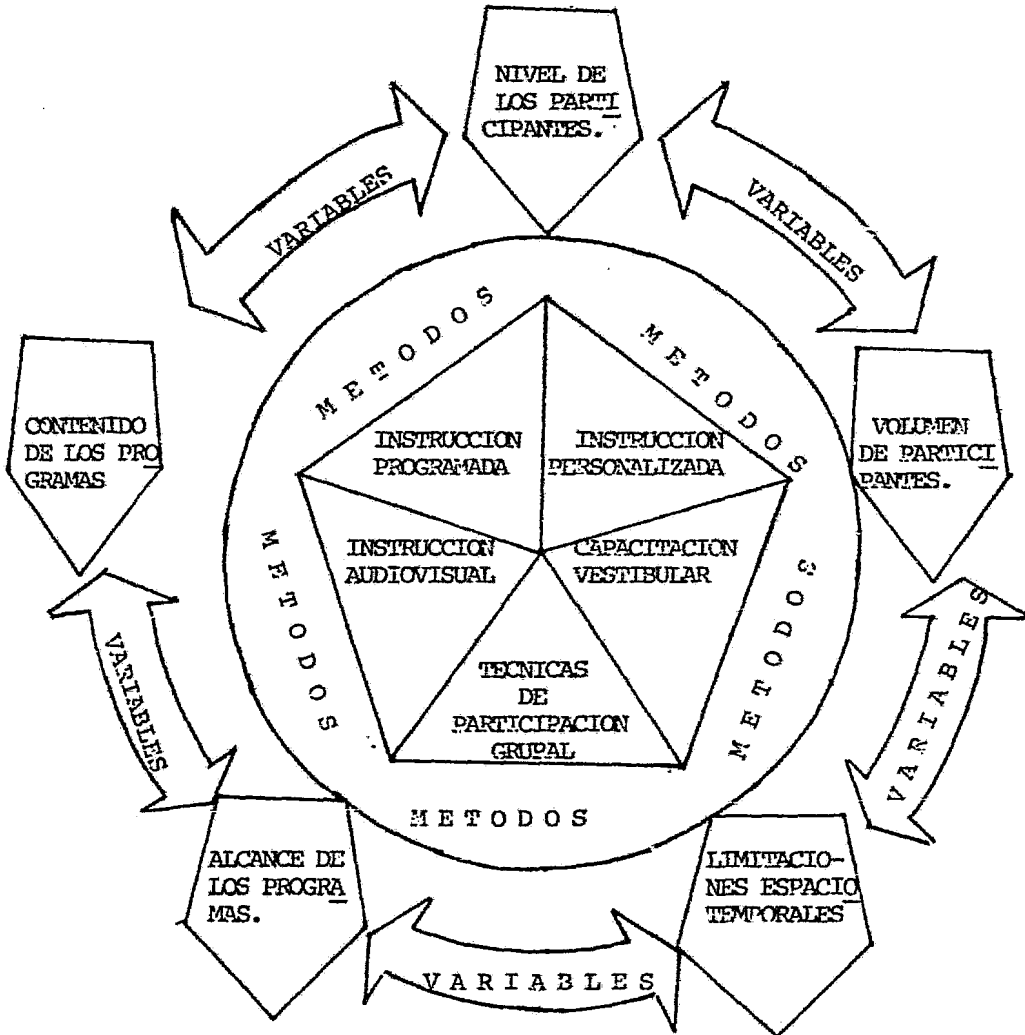 NIVEL DE
LOS PARTI
CIPANTES.
VARIABLES
VARIABLES
METODOS
METODOS
CONTENIDO
DE LOS PRO
GRAMAS
VOLUMEN
DE PARTICI
PANTES.
INSTRUCCION
PROGRAMADA
INSTRUCCION
PERSONALIZADA
INSTRUCCION
AUDIOVISUAL
CAPACITACION
VESTIBULAR
METODOS
METODOS
VARIABLES
VARIABLES
TECNICAS
DE
PARTICIPACION
GRUPAL
METODOS
ALCANCE DE
LOS PROGRA
MAS.
LIMITACIO-
NES ESPACIO
TEMPORALES
VARIABLES